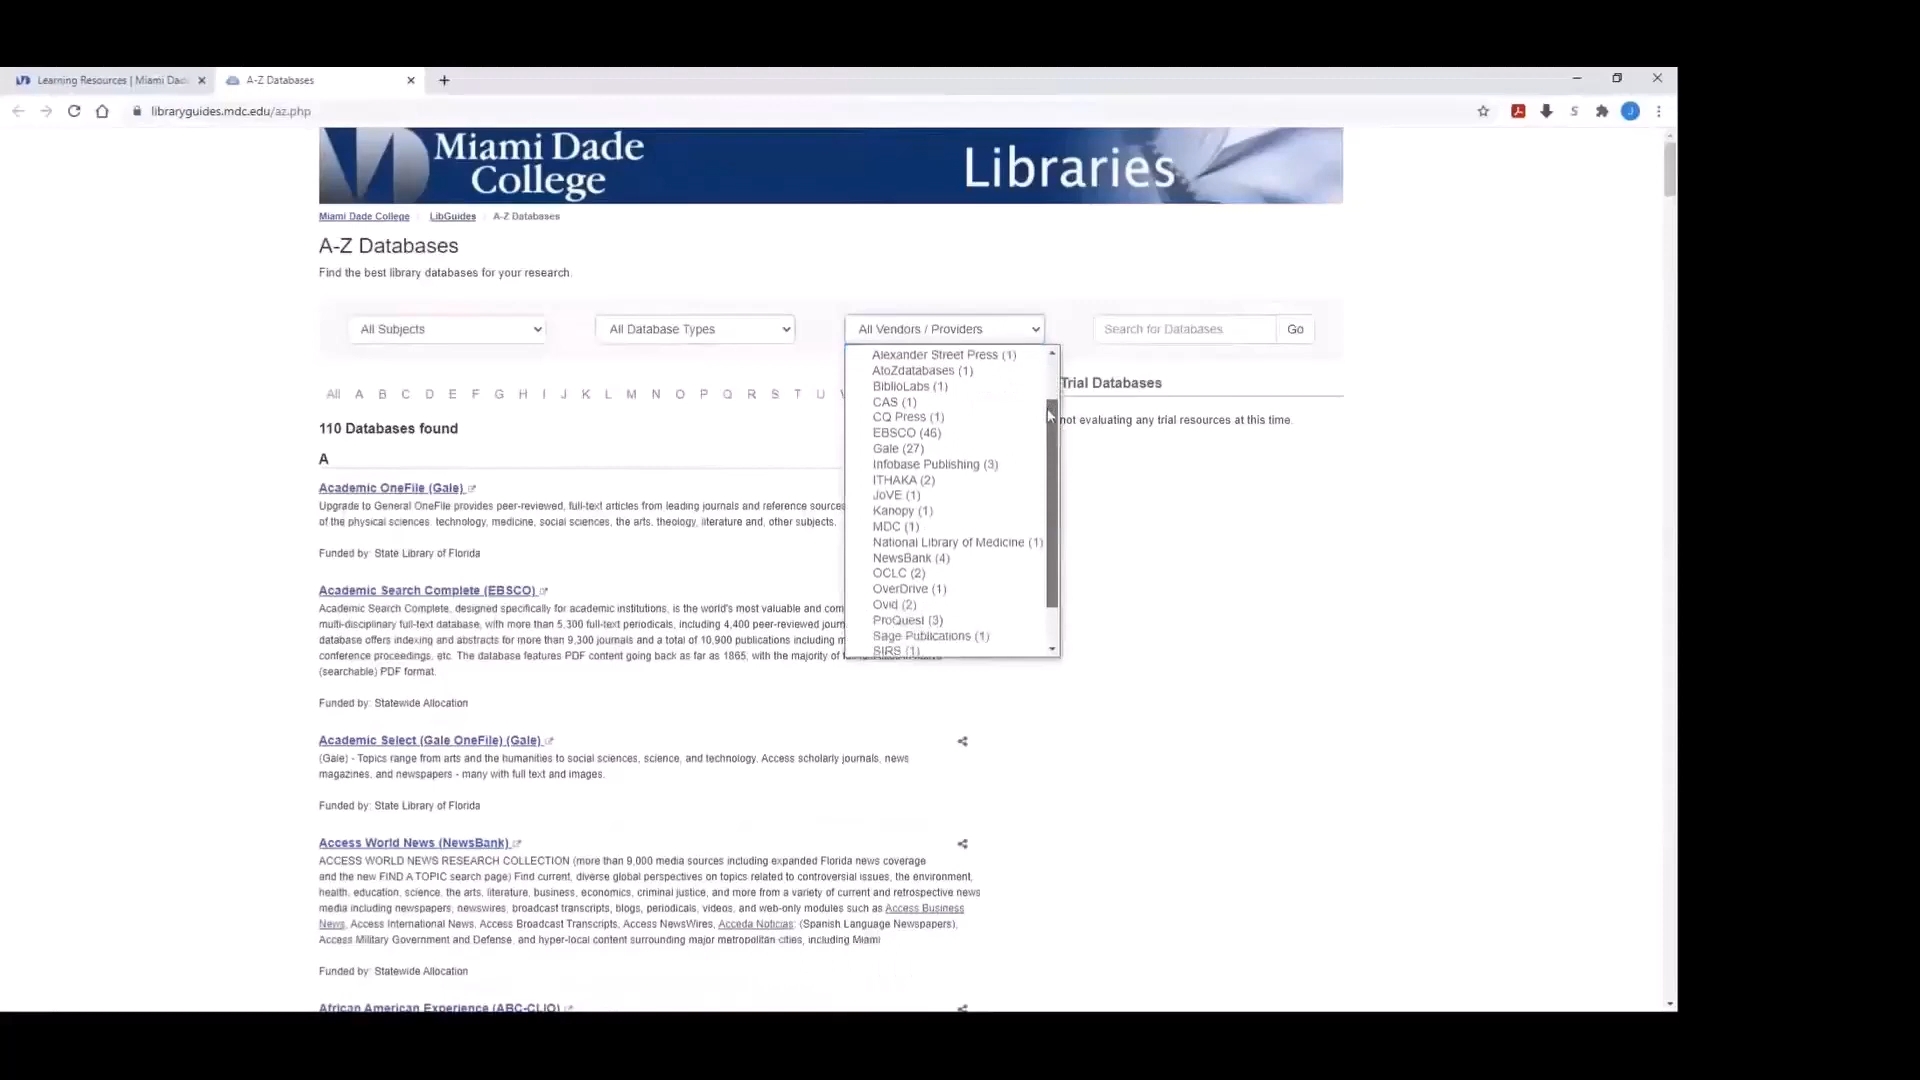 Learning Resources | Miami Dad
A-Z Databases
libraryguides.mdc.edu/az.php
S
J
Miami Dade
College
Libraries
Miami Dade College
LibGuides
A-Z Databases
A-Z Databases
Find the best library databases for your research.
All Subjects
All Database Types
All Vendors / Providers
Search for Databases
Go
Alexander Street Press (1)
AtoZdatabases (1)
BiblioLabs (1)
CAS (1)
CQ Press (1)
EBSCO (46)
Gale (27)
Infobase Publishing (3)
ITHAKA (2)
JoVE (1)
Kanopy (1)
MDC (1)
National Library of Medicine (1)
NewsBank (4)
OCLC (2)
OverDrive (1)
Ovid (2)
ProQuest (3)
Sage Publications (1)
SIRS (1)
All A B C D E F G H I J K L M N O P Q R S T U
Trial Databases
not evaluating any trial resources at this time.
110 Databases found
A
Academic OneFile (Gale)
Upgrade to General OneFile provides peer-reviewed, full-text articles from leading journals and reference source
of the physical sciences, technology, medicine, social sciences, the arts, theology, literature and, other subjects.
Funded by: State Library of Florida
Academic Search Complete (EBSCO)
Academic Search Complete, designed specifically for academic institutions, is the world's most valuable and com
multi-disciplinary full-text database, with more than 5,300 full-text periodicals, including 4,400 peer-reviewed jour
database offers indexing and abstracts for more than 9,300 journals and a total of 10,900 publications including m
conference proceedings, etc. The database features PDF content going back as far as 1865, with the majority of
(searchable) PDF format.
Funded by: Statewide Allocation
Academic Select (Gale OneFile) (Gale)
(Gale) - Topics range from arts and the humanities to social sciences, science, and technology. Access scholarly journals, news
magazines, and newspapers - many with full text and images.
Funded by: State Library of Florida
Access World News (NewsBank)
ACCESS WORLD NEWS RESEARCH COLLECTION (more than 9,000 media sources including expanded Florida news coverage
and the new FIND A TOPIC search page) Find current, diverse global perspectives on topics related to controversial issues, the environment,
health, education, science, the arts, literature, business, economics, criminal justice, and more from a variety of current and retrospective news
media including newspapers, newswires, broadcast transcripts, blogs, periodicals, videos, and web-only modules such as Access Business
News, Access International News, Access Broadcast Transcripts, Access NewsWires, Acceda Noticias; (Spanish Language Newspapers),
Access Military Government and Defense, and hyper-local content surrounding major metropolitan cities, including Miami
Funded by: Statewide Allocation
African American Experience (ABC-CLIO)